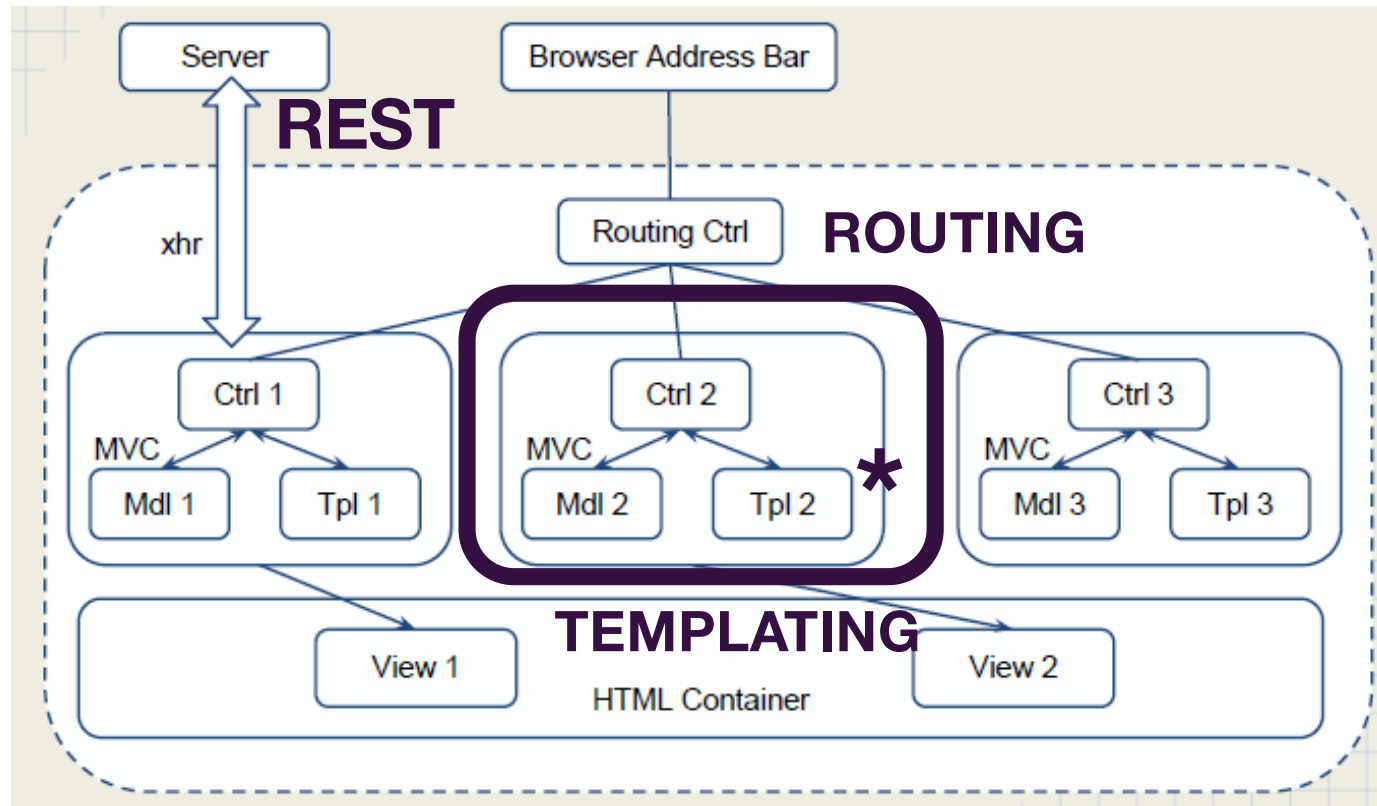 Server
Browser Address Bar
REST
xhr
Routing Ctrl
ROUTING
Ctrl 1
MVC
Mdl 1
Tpl 1
Ctrl 2
MVC
Mdl 2
Tpl 2
*
Ctrl 3
MVC
Mdl 3
Tpl 3
TEMPLATING
View 1
View 2
HTML Container